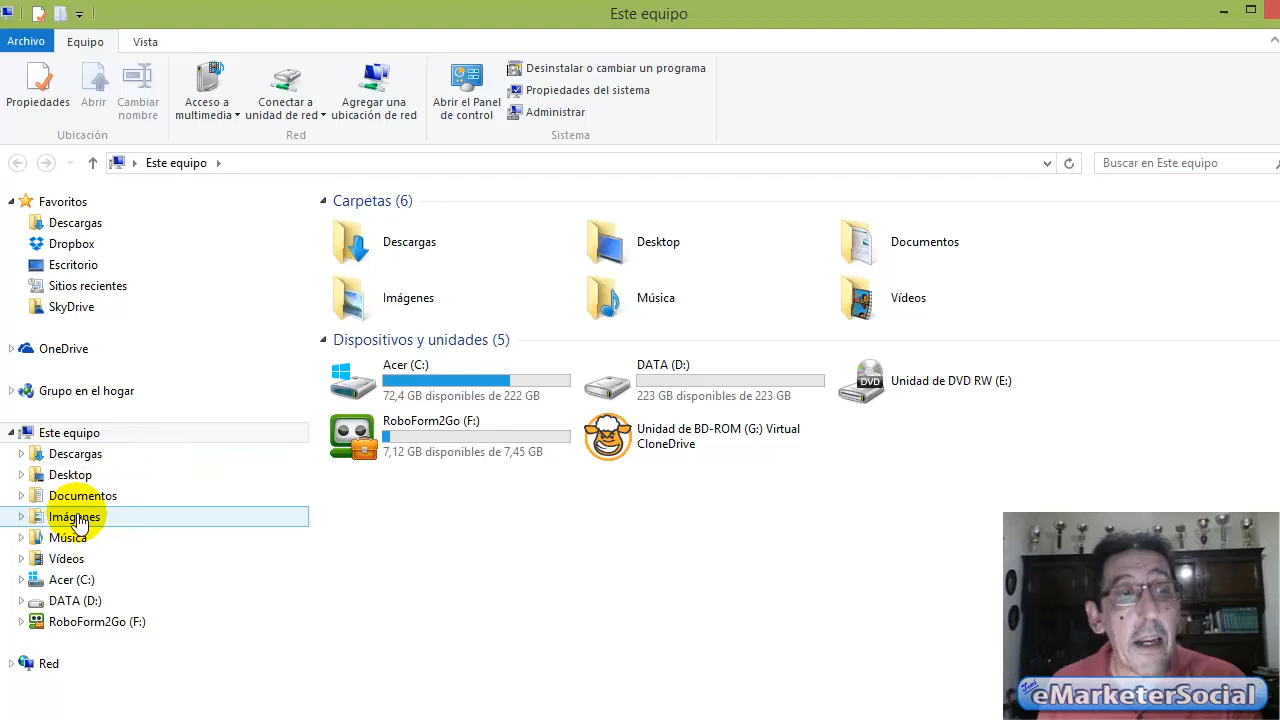 Este equipo
Archivo
Equipo
Vista
Propiedades
Abrir
Cambiar
nombre
Ubicación
Acceso a
multimedia
Conectar a
unidad de red
Agregar una
ubicación de red
Red
Abrir el Panel
de control
Desinstalar o cambiar un programa
Propiedades del sistema
Administrar
Sistema
Este equipo
Buscar en Este equipo
Favoritos
Descargas
Dropbox
Escritorio
Sitios recientes
SkyDrive
OneDrive
Grupo en el hogar
Este equipo
Descargas
Desktop
Documentos
Imágenes
Música
Vídeos
Acer (C:)
DATA (D:)
RoboForm2Go (F:)
Red
Carpetas (6)
Descargas
Desktop
Documentos
Imágenes
Música
Vídeos
Dispositivos y unidades (5)
Acer (C:)
72,4 GB disponibles de 222 GB
DATA (D:)
223 GB disponibles de 223 GB
DVD
Unidad de DVD RW (E:)
RoboForm2Go (F:)
7,12 GB disponibles de 7,45 GB
Unidad de BD-ROM (G:) Virtual
CloneDrive
Toni
eMarketerSocial